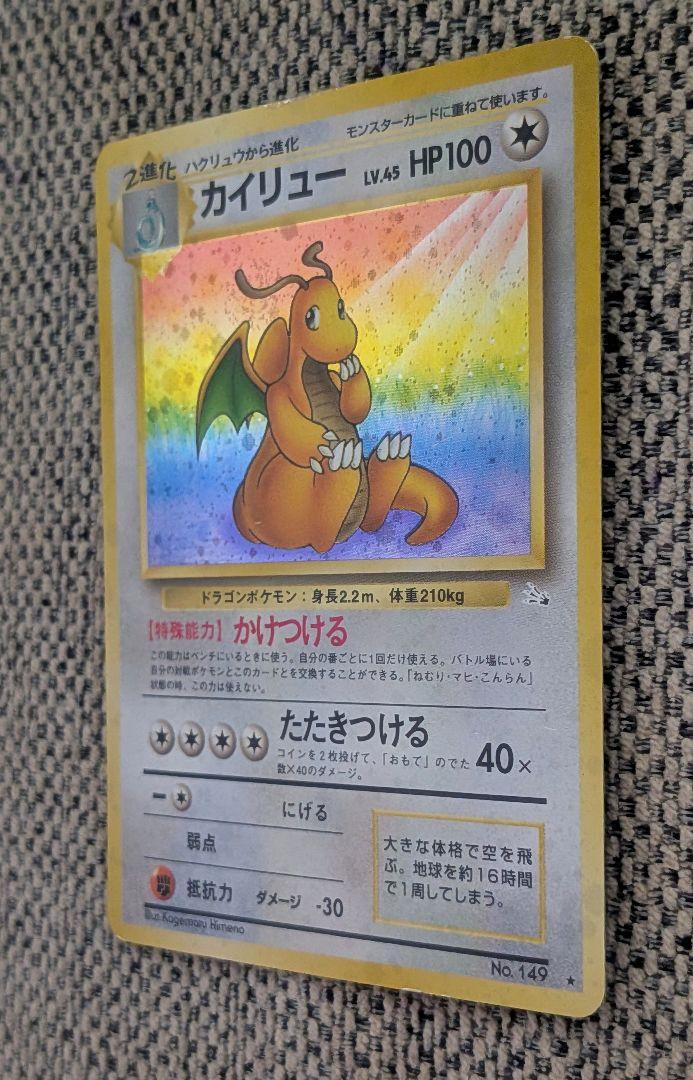 モンスターカードに重ねて使います。
2進化 ハクリュウから進化
カイリュー LV.45 HP100
ドラゴンポケモン：身長2.2m、体重210kg
【特殊能力】かけつける
この能力はベンチにいるときに使う。自分の番ごとに1回だけ使える。バトル場にいる
自分の対戦ポケモンとこのカードとを交換することができる。「ねむり・マヒ・こんらん」
状態の時、この力は使えない。
たたきつける
コインを2枚投げて、「おもて」のでた
数×40のダメージ。
40×
ー にげる
弱点
抵抗力 ダメージ -30
大きな体格で空を飛
ぶ。地球を約16時間
で1周してしまう。
Illus. Kagemaru Himeno
No. 149